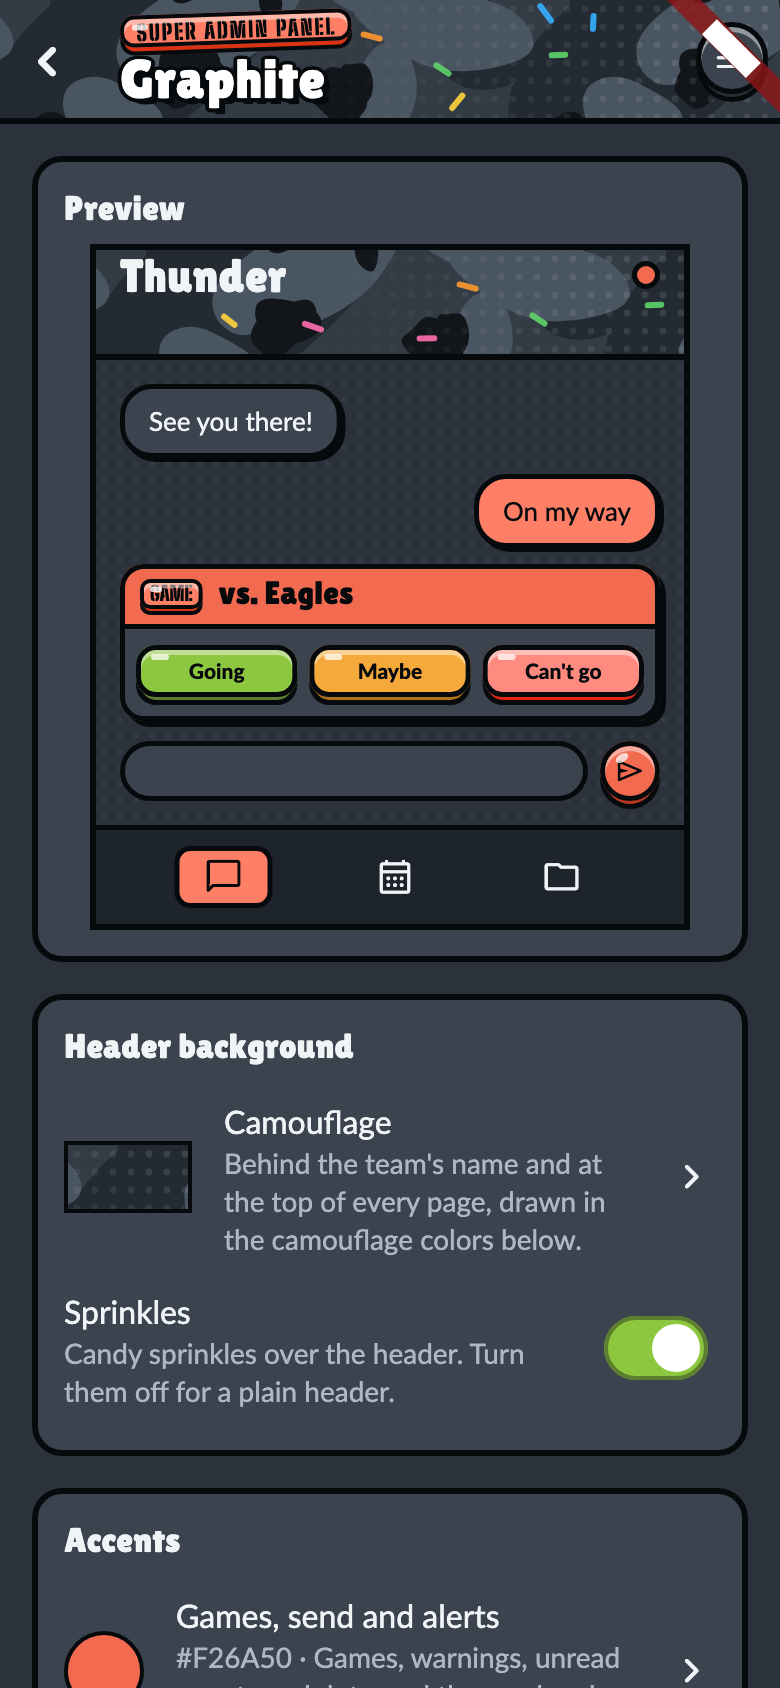 SUPER ADMIN PANEL
Graphite
Preview
Thunder
See you there!
On my way
GAME vs. Eagles
Going Maybe Can't go
Header background
Camouflage
Behind the team's name and at
the top of every page, drawn in
the camouflage colors below.
Sprinkles
Candy sprinkles over the header. Turn
them off for a plain header.
Accents
Games, send and alerts
#F26A50 · Games, warnings, unread